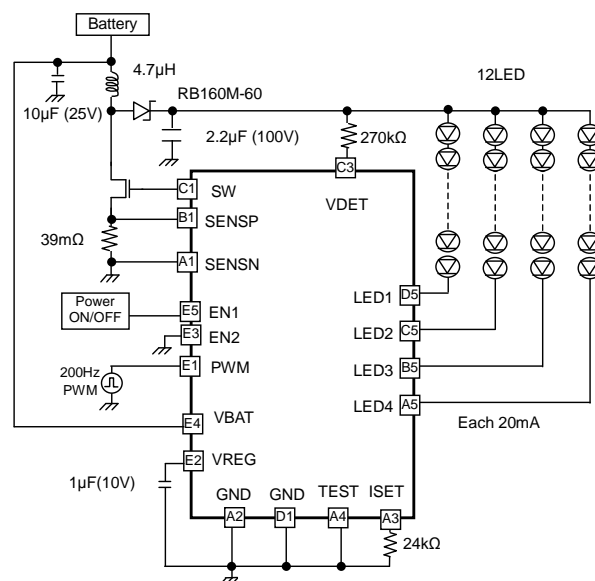 Battery
4.7µH
12LED
10µF (25V)
RB160M-60
2.2µF (100V)
270kΩ
C3
VDET
C1 SW
B1 SENSP
39mΩ
A1 SENSN
D5 LED1
Power
ON/OFF
E5 EN1
C5 LED2
E3 EN2
200Hz
PWM
E1 PWM
B5 LED3
A5 LED4
Each 20mA
E4 VBAT
E2 VREG
1µF(10V)
GND GND TEST ISET
A2 D1 A4 A3
24kΩ